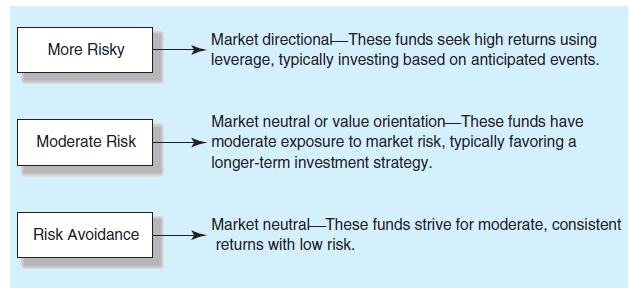 More Risky
Market directional—These funds seek high returns using
leverage, typically investing based on anticipated events.
Moderate Risk
Market neutral or value orientation—These funds have
moderate exposure to market risk, typically favoring a
longer-term investment strategy.
Risk Avoidance
Market neutral—These funds strive for moderate, consistent
returns with low risk.